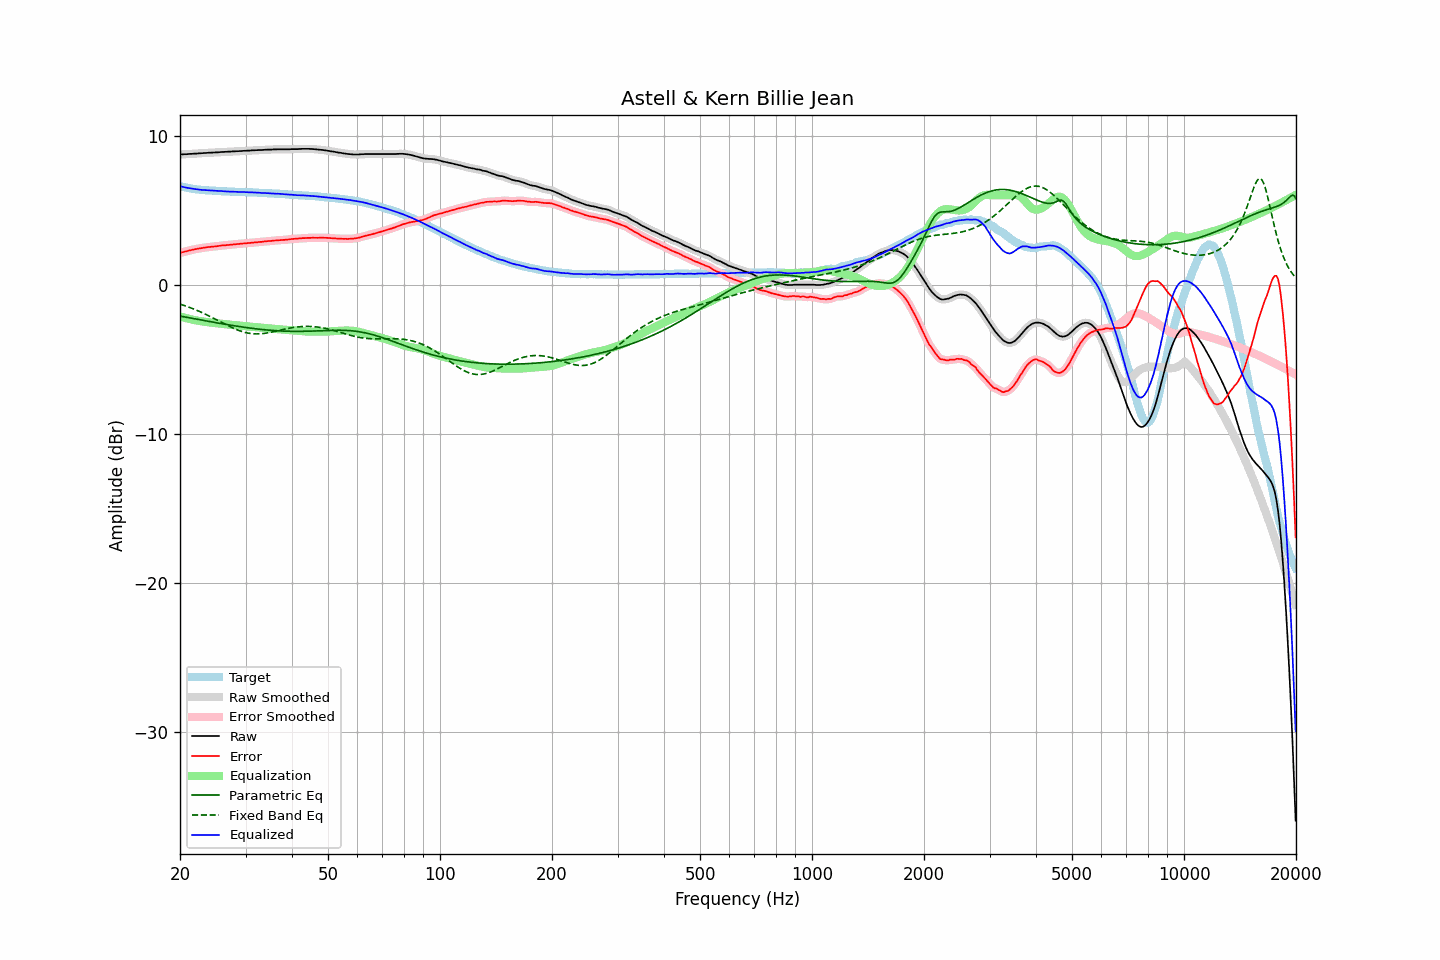 Astell & Kern Billie Jean
10
0
−10
−20
−30
Amplitude (dBr)
Target
Raw Smoothed
Error Smoothed
Raw
Error
Equalization
Parametric Eq
Fixed Band Eq
Equalized
20 50 100 200 500 1000 2000 5000 10000 20000
Frequency (Hz)